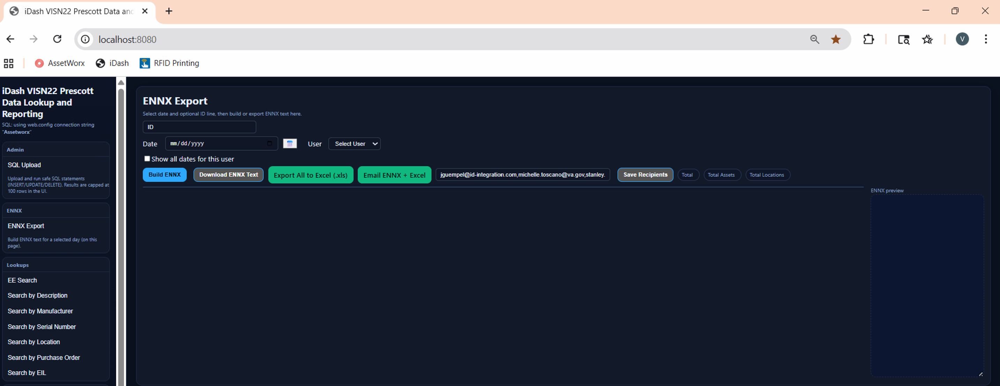 iDash VISN22 Prescott Data and
localhost:8080
AssetWorx
iDash
RFID Printing
V
iDash VISN22 Prescott
Data Lookup and
Reporting
SQL: using web.config connection string
"Assetworx"
Admin
SQL Upload
Upload and run safe SQL statements
(INSERT/UPDATE/DELETE). Results are capped at
100 rows in the UI.
ENNX
ENNX Export
Build ENNX text for a selected day (on this
page).
Lookups
EE Search
Search by Description
Search by Manufacturer
Search by Serial Number
Search by Location
Search by Purchase Order
Search by EIL
ENNX Export
Select date and optional ID line, then build or export ENNX text here.
ID
Date mm/dd/yyyy User Select User
Show all dates for this user
Build ENNX Download ENNX Text Export All to Excel (.xls) Email ENNX + Excel jguempel@id-integration.com,michelle.toscano@va.gov,stanley. Save Recipients Total Total Assets Total Locations
ENNX preview